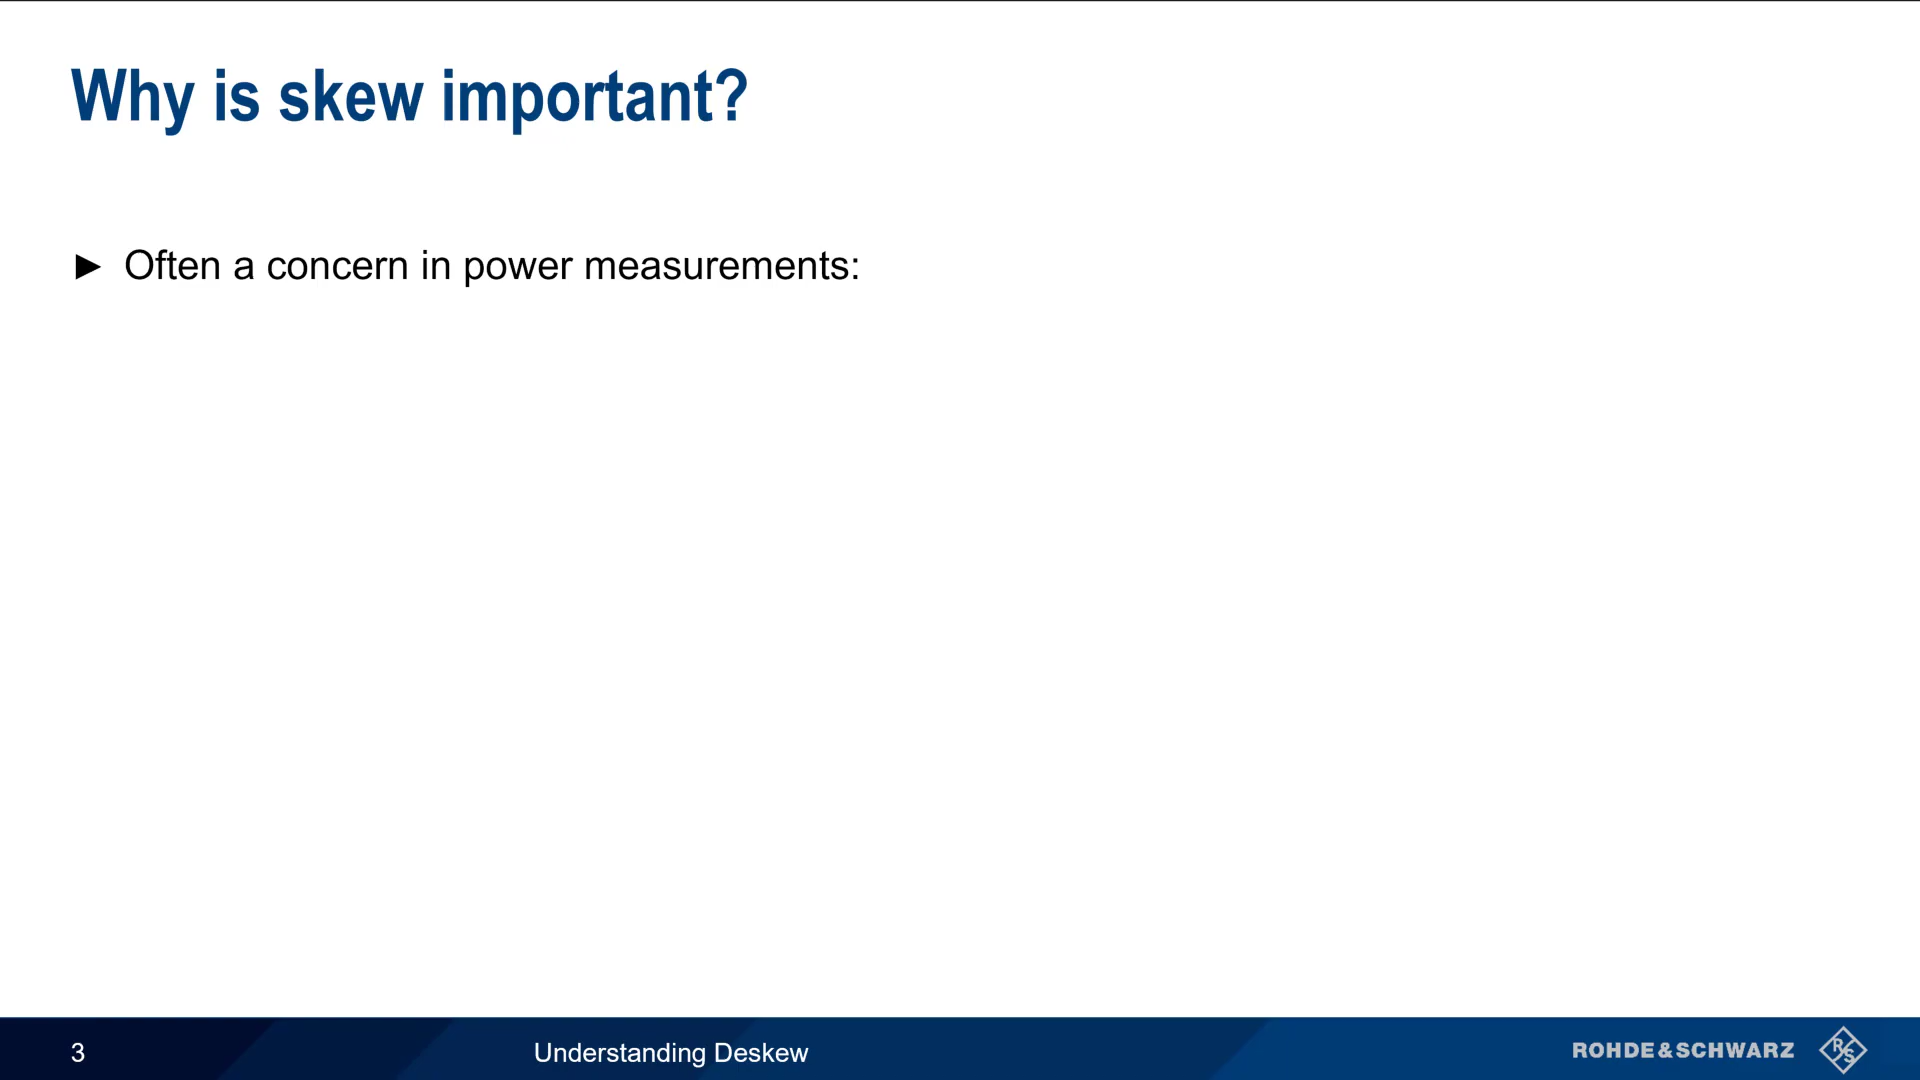 Why is skew important?
► Often a concern in power measurements:
3
Understanding Deskew
ROHDE&SCHWARZ
R
S